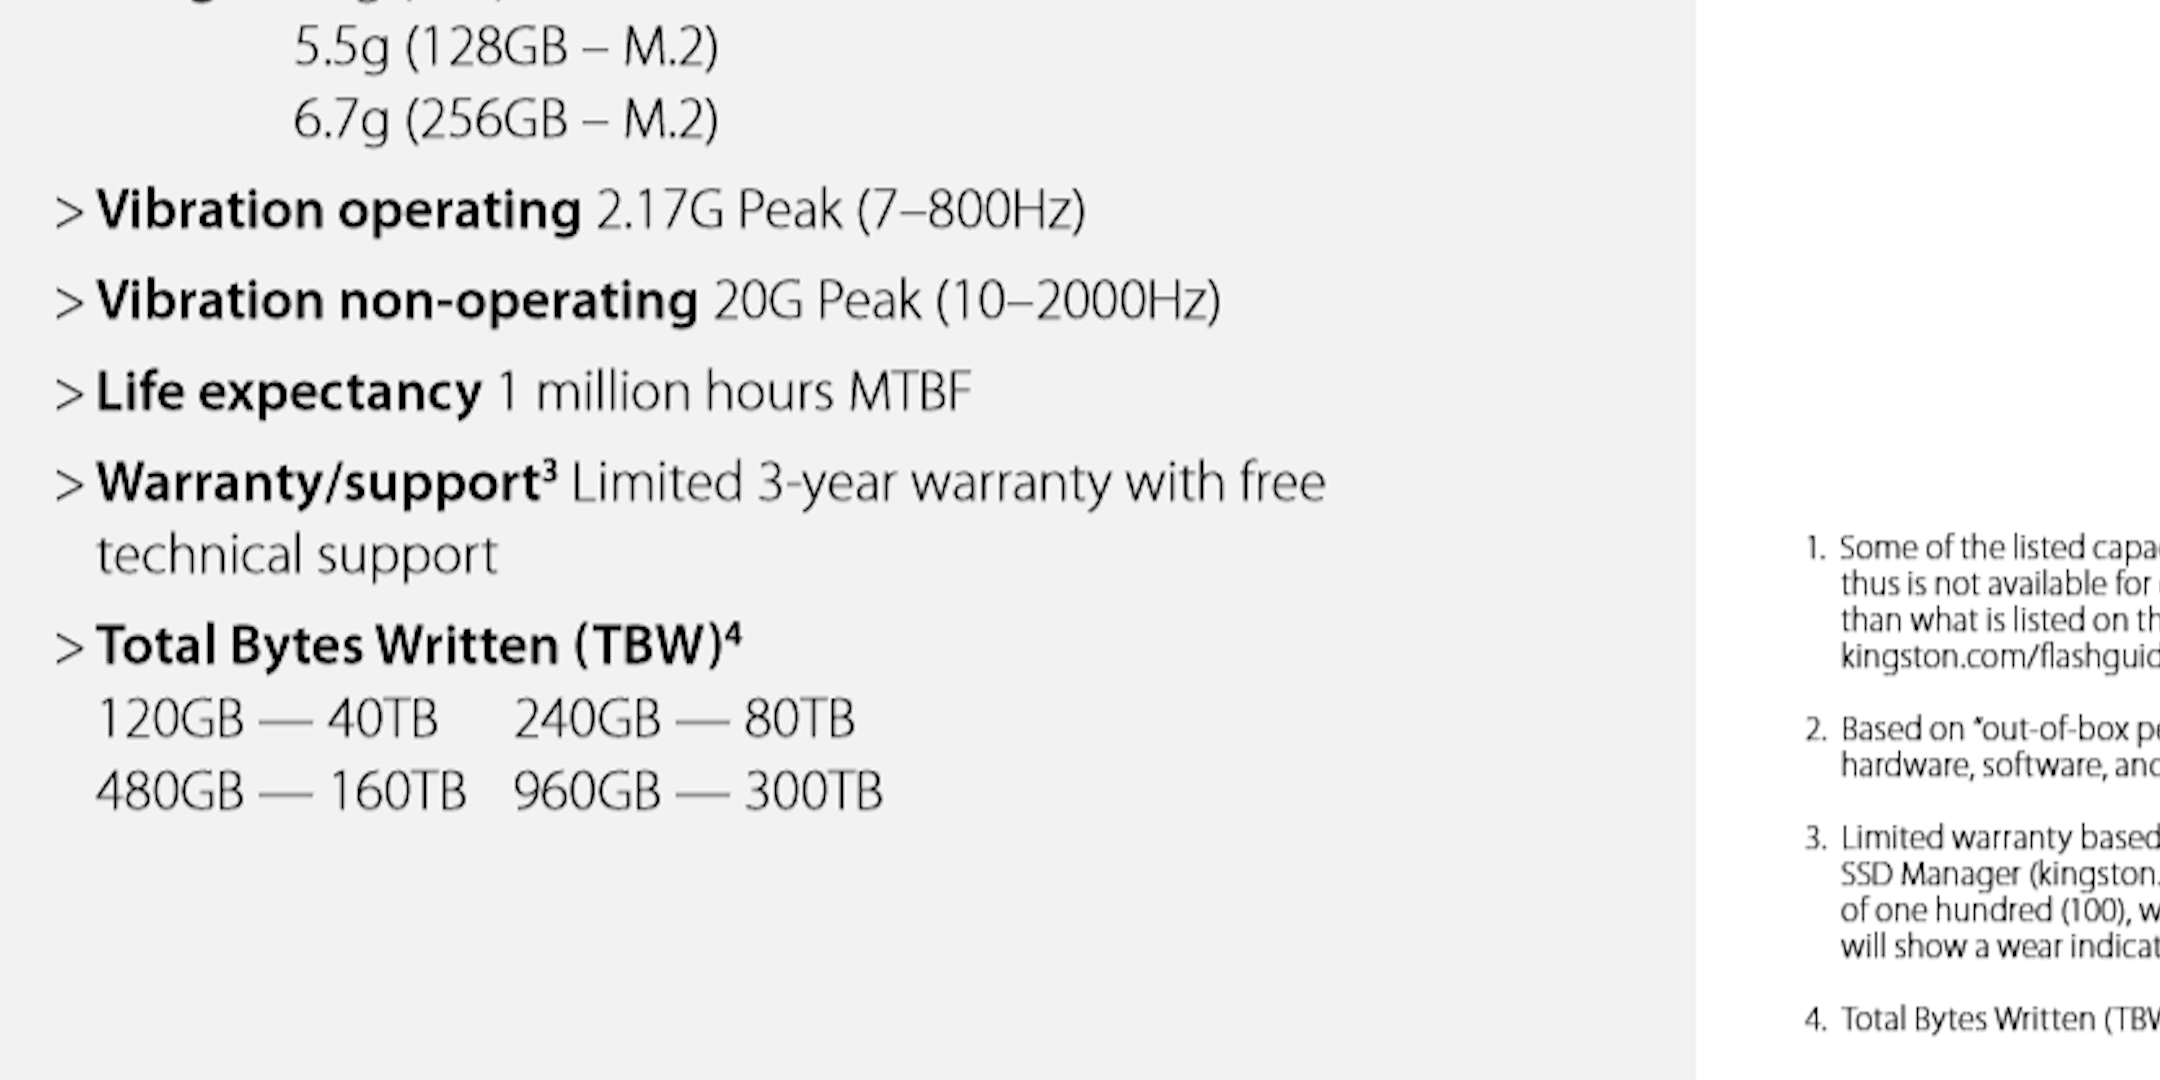 5.5g (128GB – M.2)
6.7g (256GB – M.2)
> Vibration operating 2.17G Peak (7–800Hz)
> Vibration non-operating 20G Peak (10–2000Hz)
> Life expectancy 1 million hours MTBF
> Warranty/support³ Limited 3-year warranty with free
technical support
> Total Bytes Written (TBW)⁴
120GB — 40TB 240GB — 80TB
480GB — 160TB 960GB — 300TB
1. Some of the listed
thus is not available for
than what is listed on
2. Based on “out-of-box
hardware, software,
3. Limited warranty based
SSD Manager
of one hundred (100),
will show a wear
4. Total Bytes Written